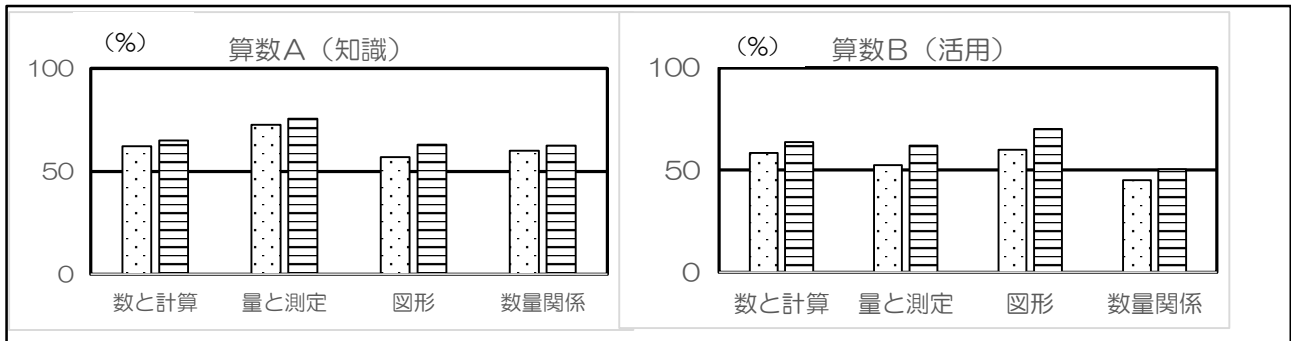 (%)
算数A（知識）
100
50
0
数と計算
量と測定
図形
数量関係
(%)
算数B（活用）
100
50
0
数と計算
量と測定
図形
数量関係